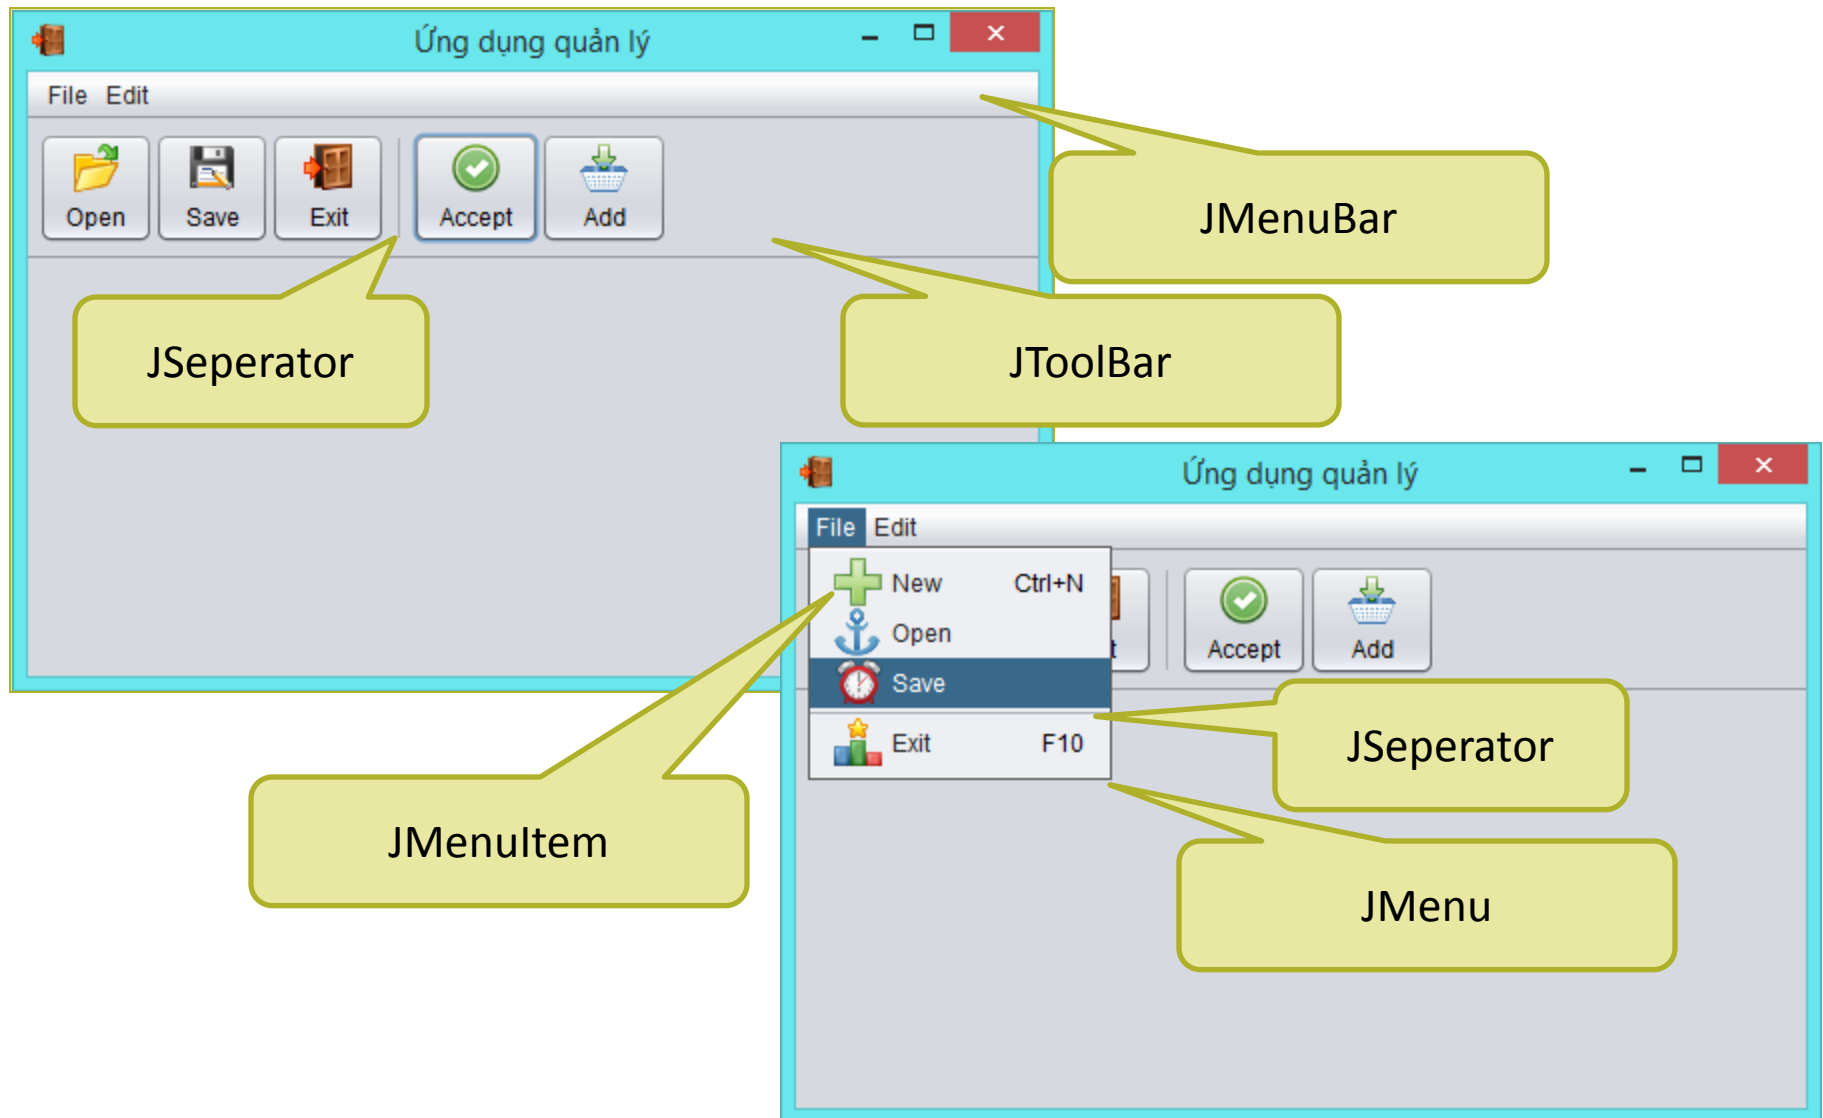 Ứng dụng quản lý
File Edit
Open Save Exit Accept Add
JMenuBar
JSeperator
JToolBar
Ứng dụng quản lý
File Edit
New Ctrl+N
Open
Save
Exit F10
t Accept Add
JSeperator
JMenuItem
JMenu